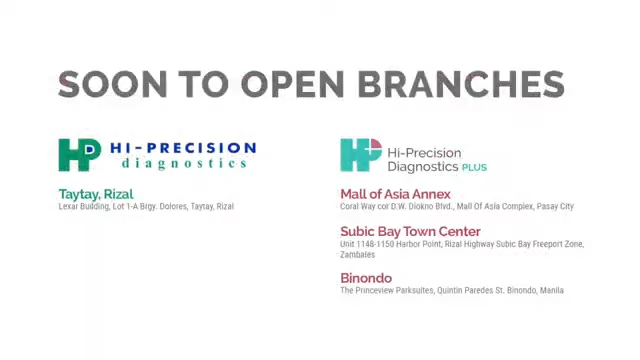 SOON TO OPEN BRANCHES
HI-PRECISION
diagnostics
Taytay, Rizal
Lexar Building, Lot 1-A Brgy. Dolores, Taytay, Rizal
Hi-Precision
Diagnostics PLUS
Mall of Asia Annex
Coral Way cor D.W. Diokno Blvd., Mall Of Asia Complex, Pasay City
Subic Bay Town Center
Unit 1148-1150 Harbor Point, Rizal Highway Subic Bay Freeport Zone,
Zambales
Binondo
The Princeview Parksuites, Quintin Paredes St. Binondo, Manila